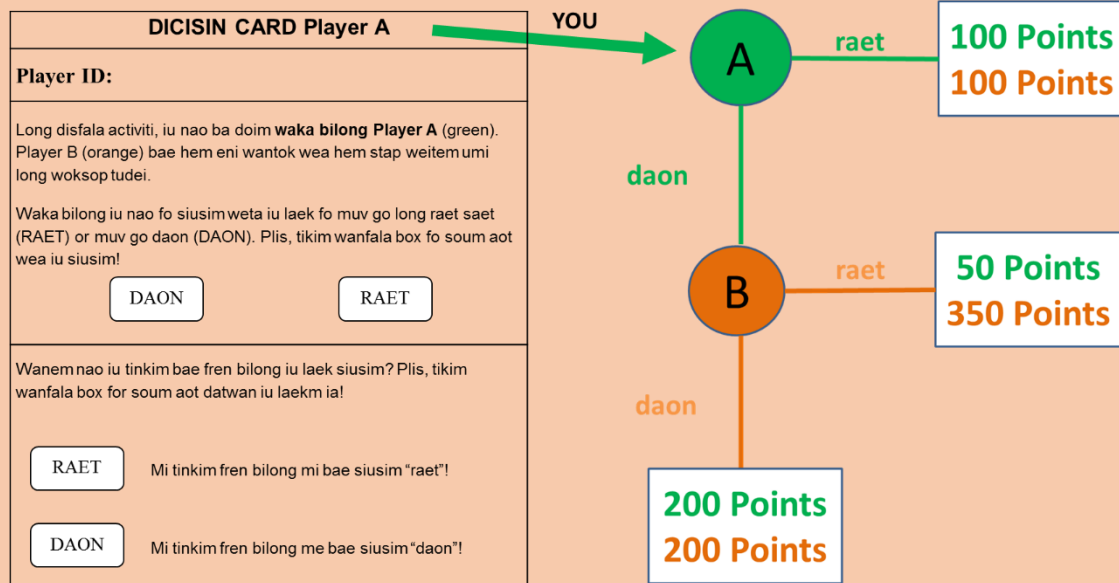 DICISIN CARD Player A
Player ID:
Long disfala activiti, iu nao ba doim waka bilong Player A (green).
Player B (orange) bae hem eni wantok wea hem stap weitem umi
long woksop tudei.
Waka bilong iu nao fo siusim weta iu laek fo muv go long raet saet
(RAET) or muv go daon (DAON). Plis, tikim wanfala box fo soum aot
wea iu siusim!
DAON
RAET
Wanem nao iu tinkim bae fren bilong iu laek siusim? Plis, tikim
wanfala box for soum aot datwan iu laekm ia!
RAET
Mi tinkim fren bilong mi bae siusim “raet”!
DAON
Mi tinkim fren bilong me bae siusim “daon”!
YOU
A
raet
100 Points
100 Points
daon
B
raet
50 Points
350 Points
daon
200 Points
200 Points